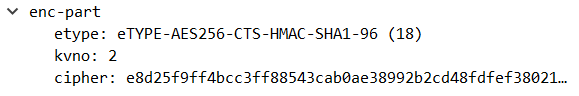 enc-part
etype: eTYPE-AES256-CTS-HMAC-SHA1-96 (18)
kvno: 2
cipher: e8d25f9ff4bcc3ff88543cab0ae38992b2cd48fdfef38021…